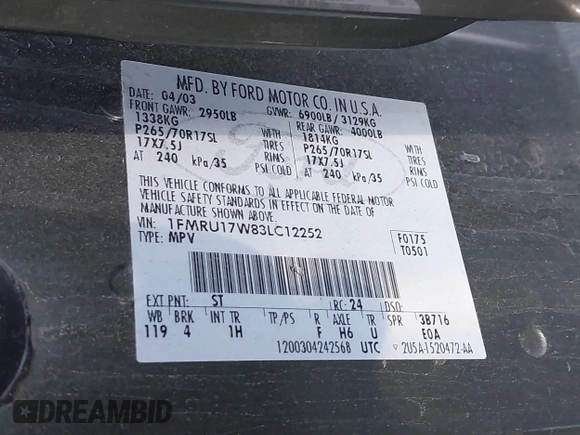 MFD. BY FORD MOTOR CO. IN U.S.A.
DATE: 04/03 GVWR: 6900LB / 3129KG
FRONT GAWR: 2950LB REAR GAWR: 4000LB
1338KG WITH 1814KG WITH
P265/70R17SL TIRES P265/70R17SL TIRES
17X7.5J RIMS 17X7.5J RIMS
AT 240 kPa/35 PSI COLD AT 240 kPa/35 PSI COLD
THIS VEHICLE CONFORMS TO ALL APPLICABLE FEDERAL MOTOR
VEHICLE SAFETY STANDARDS IN EFFECT ON THE DATE OF
MANUFACTURE SHOWN ABOVE.
VIN: 1FMRU17W83LC12252
TYPE: MPV
F0175
T0501
EXT PNT: ST RC: 24 DSO:
WB BRK INT TR TP/PS R AXLE TR SPR 3B716
119 4 1H F H6 U E0A
1200304242568 UTC 2U5A-1520472-AA
Ford
DREAMBID